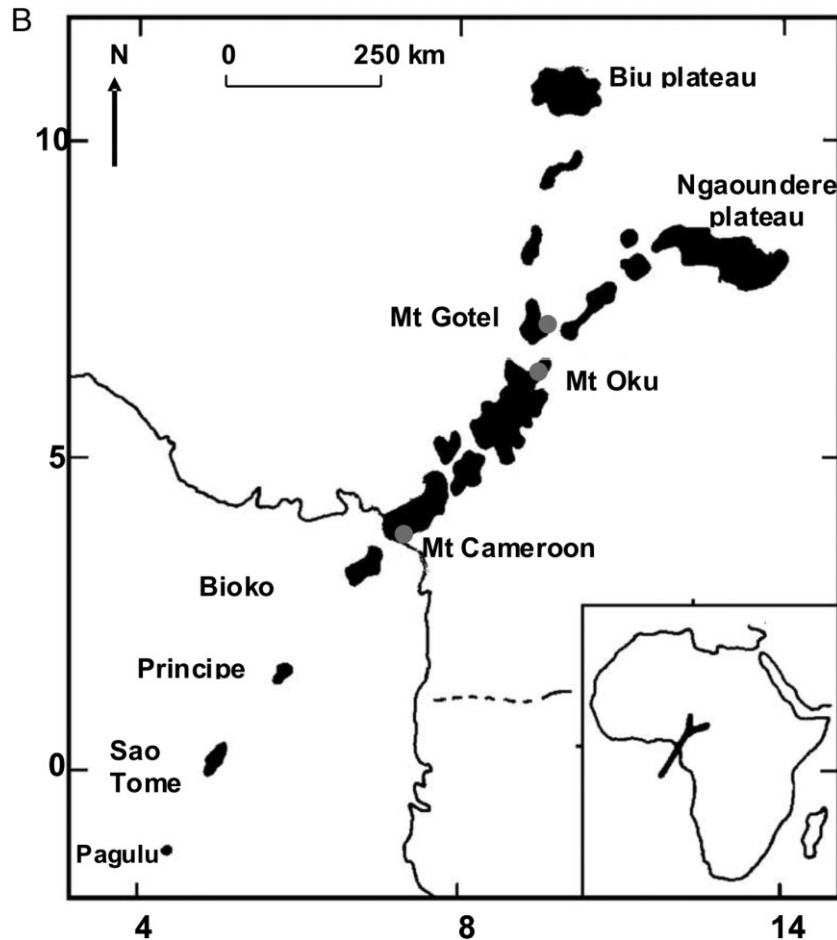 B
N
0 250 km
Biu plateau
10
Ngaoundere
plateau
Mt Gotel
Mt Oku
5
Mt Cameroon
Bioko
Principe
Sao
Tome
0
Pagulu
4 8 14